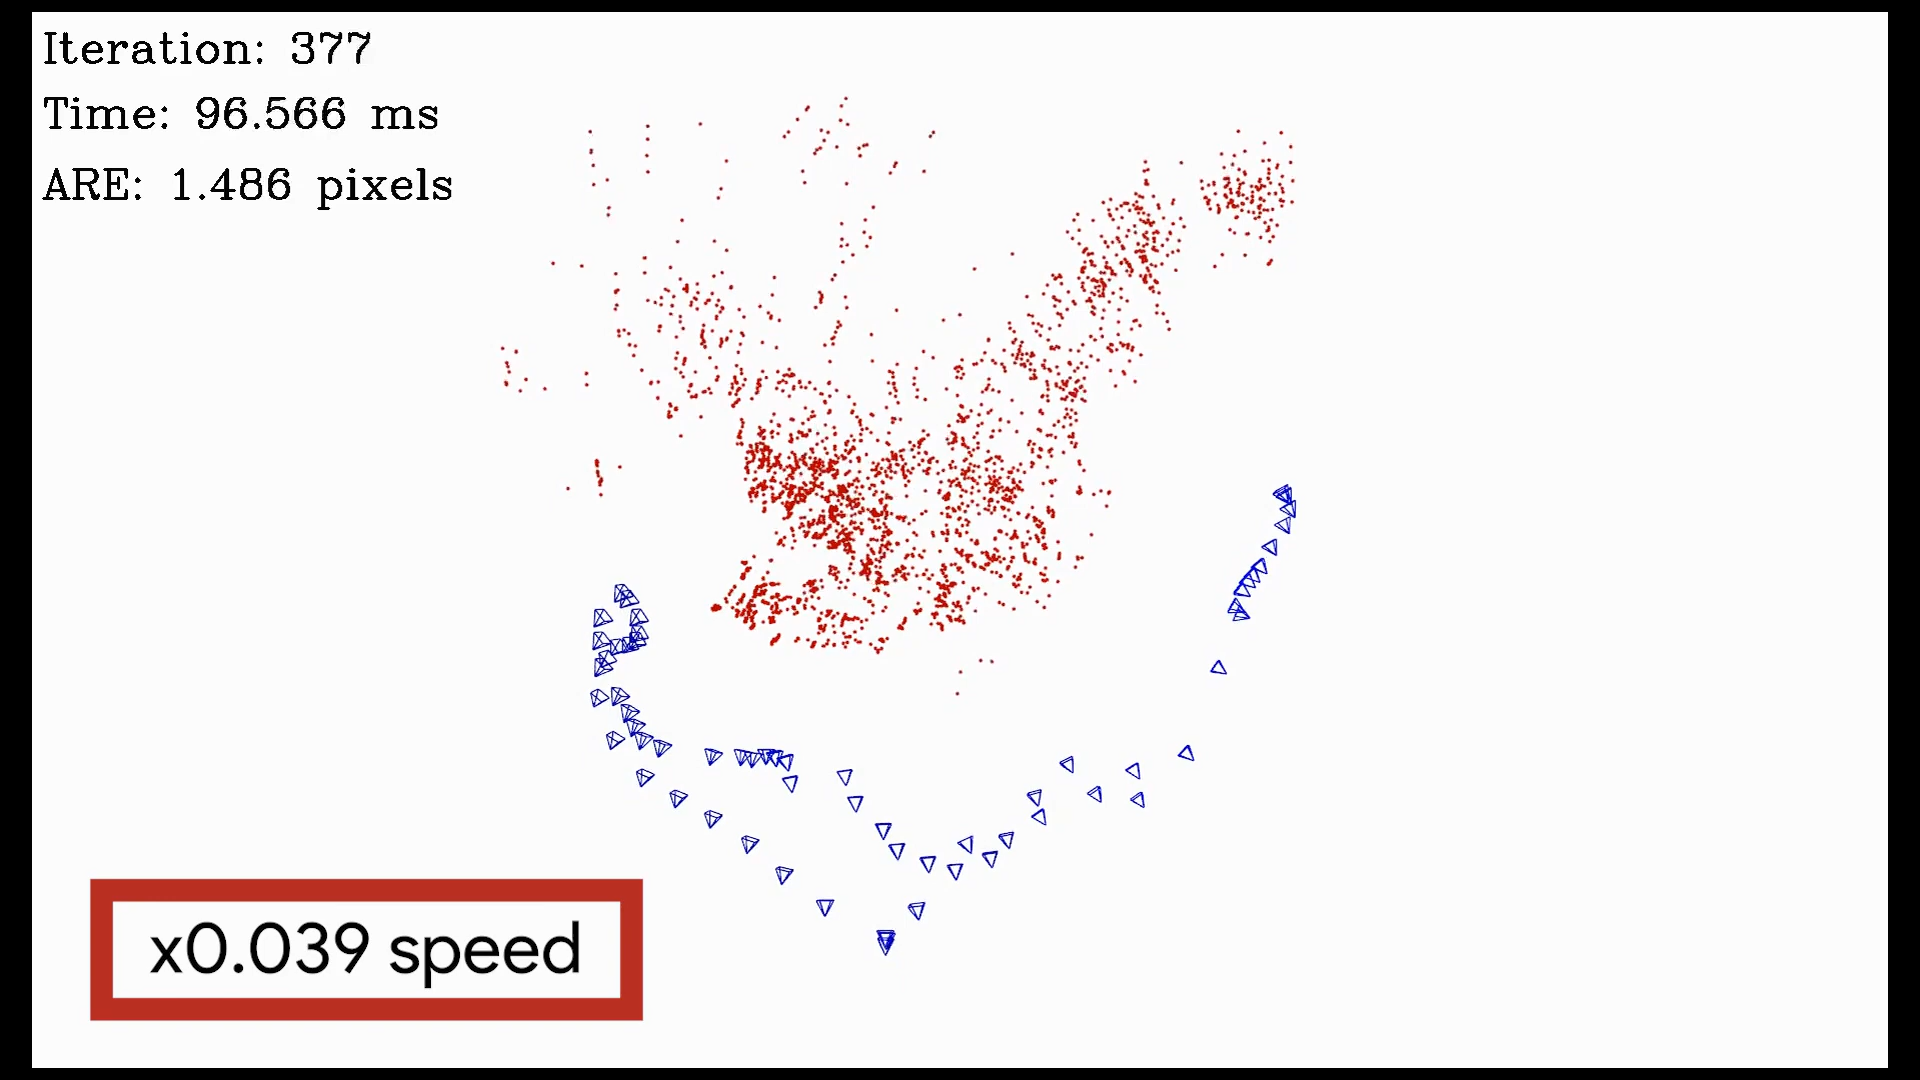 Iteration: 377
Time: 96.566 ms
ARE: 1.486 pixels
x0.039 speed